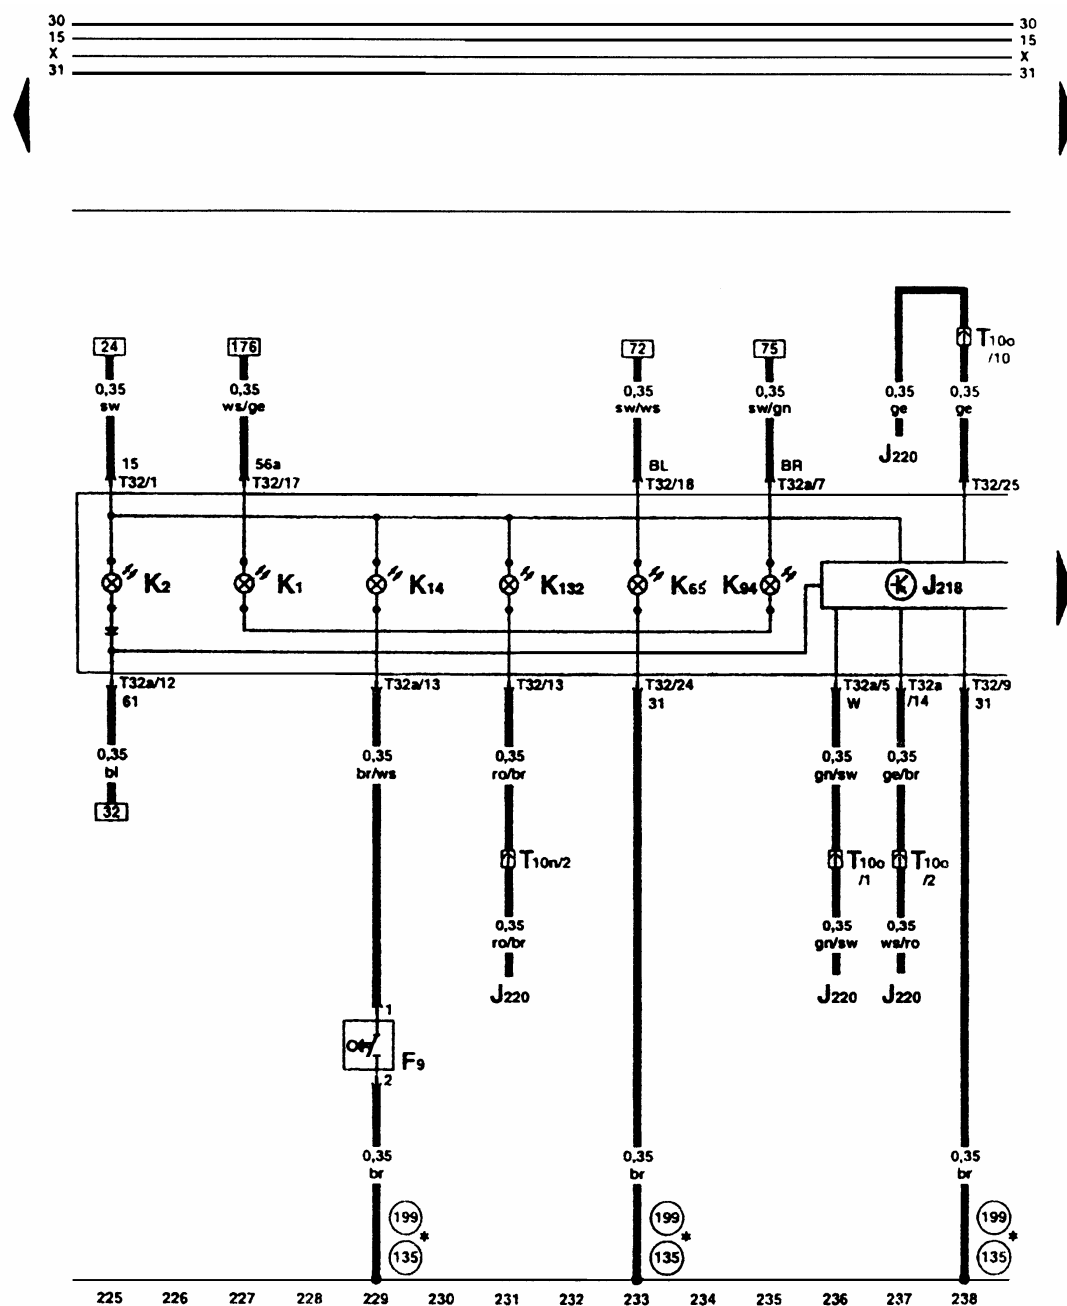 30 30
15 15
X X
31 31
T10o
/10
24 176 72 75
0,35 0,35 0,35 0,35 0,35 0,35
sw ws/ge sw/ws sw/gn ge ge
J220
15 56a BL BR
T32/1 T32/17 T32/18 T32a/7 T32/25
K2 K1 K14 K132 K65 K94 J218
T32a/12 T32a/13 T32/13 T32/24 T32a/5 T32a T32/9
61 31 W /14 31
0,35 0,35 0,35 0,35 0,35
bl br/ws ro/br gn/sw ge/br
32
T10n/2 T10o T10o
/1 /2
0,35 0,35 0,35
ro/br gn/sw ws/ro
J220 J220 J220
1
F9
2
0,35 0,35 0,35
br br br
199 199 199
* * *
135 135 135
225 226 227 228 229 230 231 232 233 234 235 236 237 238